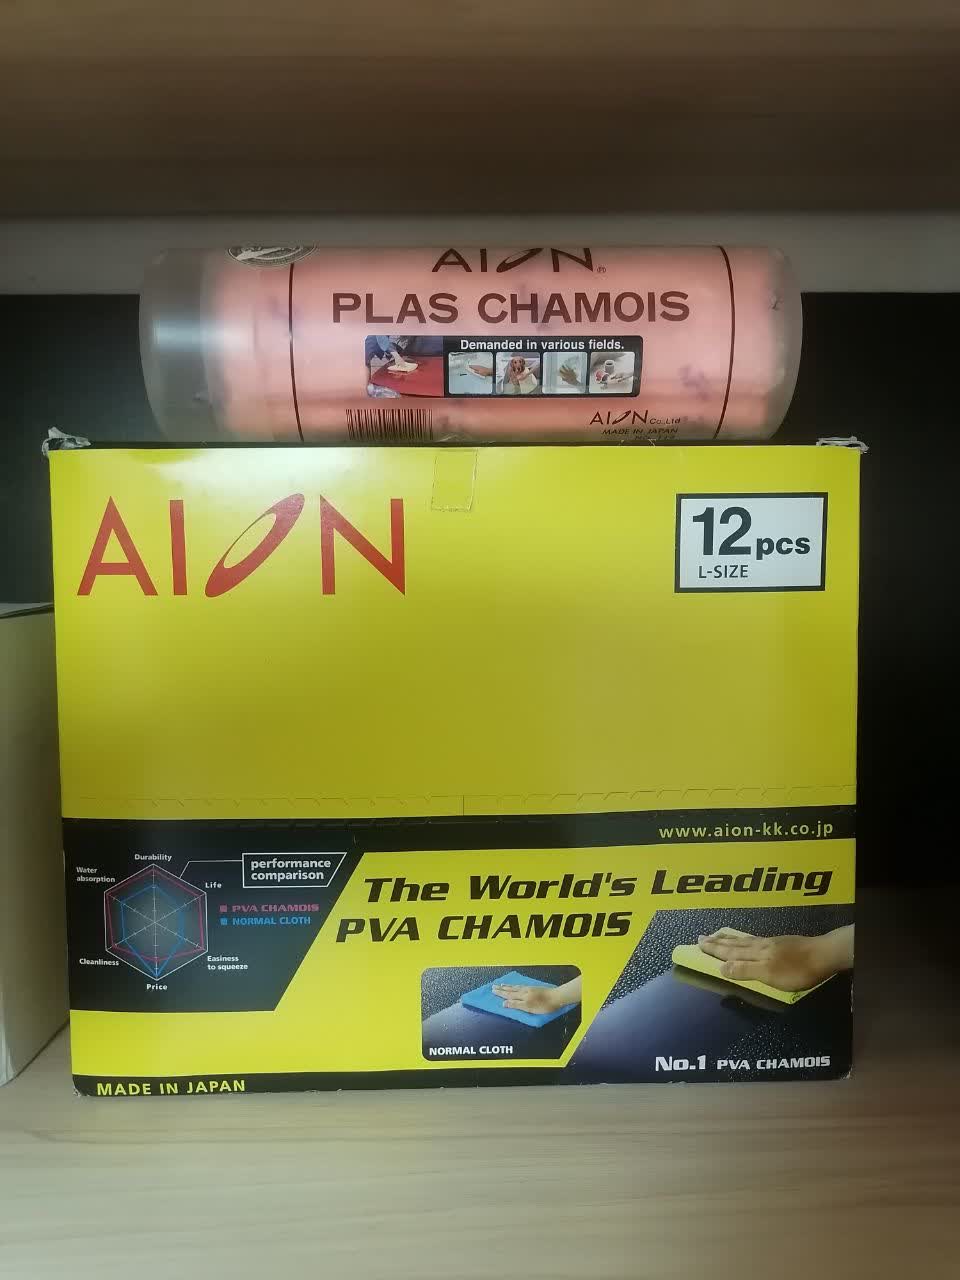 AION®
PLAS CHAMOIS
Demanded in various fields.
AION Co.,Ltd
MADE IN JAPAN
AION
12pcs
L-SIZE
www.aion-kk.co.jp
performance
comparison
Durability
Water
absorption
Life
PVA CHAMOIS
NORMAL CLOTH
Cleanliness
Easiness
to squeeze
Price
The World's Leading
PVA CHAMOIS
NORMAL CLOTH
No.1 PVA CHAMOIS
MADE IN JAPAN